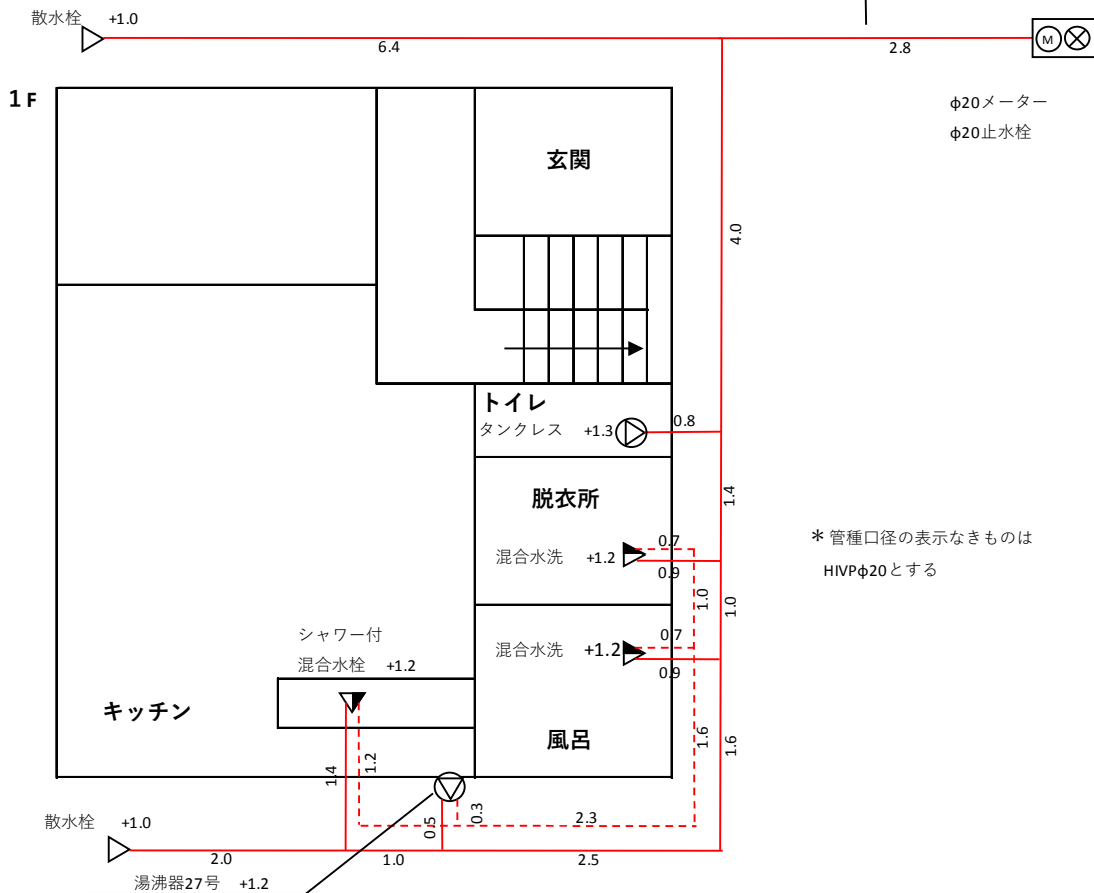 散水栓 +1.0
6.4
2.8
M
1F
φ20メーター
φ20止水栓
玄関
4.0
トイレ
タンクレス +1.3
0.8
1.4
脱衣所
混合水洗 +1.2
0.7
0.9
＊管種口径の表示なきものは
HIVPφ20とする
1.0
1.0
シャワー付
混合水栓 +1.2
混合水洗 +1.2
0.7
0.9
キッチン
風呂
1.6
1.6
1.4
1.2
0.5
0.3
2.3
散水栓 +1.0
2.0
1.0
2.5
湯沸器27号 +1.2